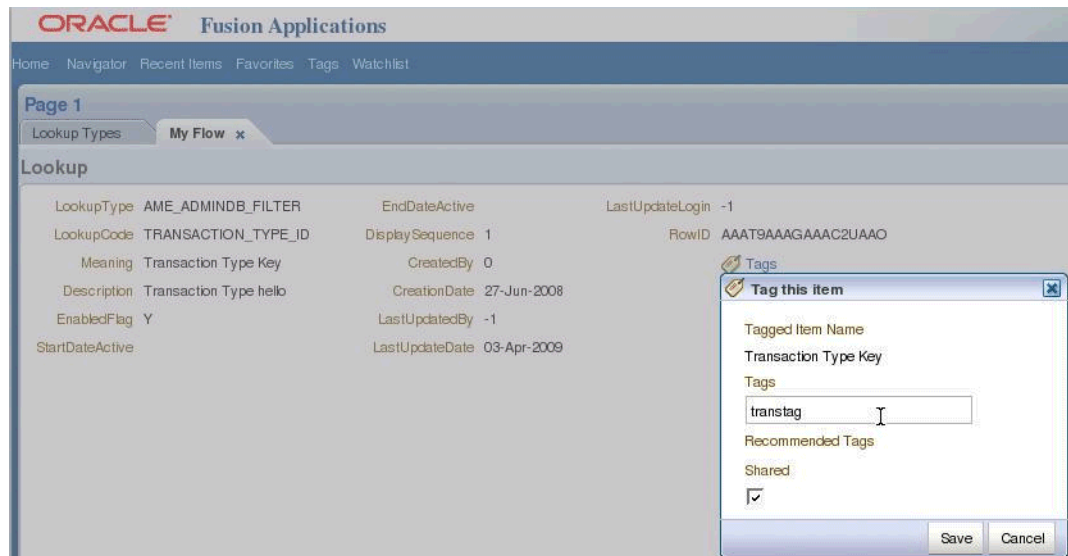 ORACLE Fusion Applications
Home Navigator Recent Items Favorites Tags Watchlist
Page 1
Lookup Types My Flow x
Lookup
LookupType AME_ADMINDB_FILTER EndDateActive LastUpdateLogin -1
LookupCode TRANSACTION_TYPE_ID DisplaySequence 1 RowID AAAT9AAAGAAAC2UAAO
Meaning Transaction Type Key CreatedBy 0 Tags
Description Transaction Type hello CreationDate 27-Jun-2008
EnabledFlag Y LastUpdatedBy -1
StartDateActive LastUpdateDate 03-Apr-2009
Tag this item
Tagged Item Name
Transaction Type Key
Tags
transtag
Recommended Tags
Shared
Save Cancel